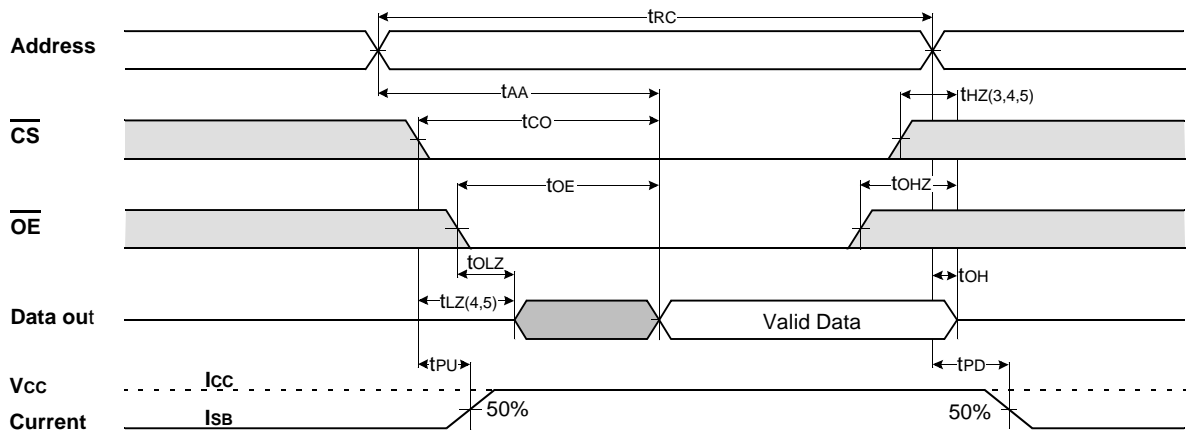 tRC
Address
tAA
tHZ(3,4,5)
tCO
CS
tOE
tOHZ
OE
tOLZ
tOH
tLZ(4,5)
Data out
Valid Data
tPU
tPD
VCC
ICC
50%
50%
Current
ISB